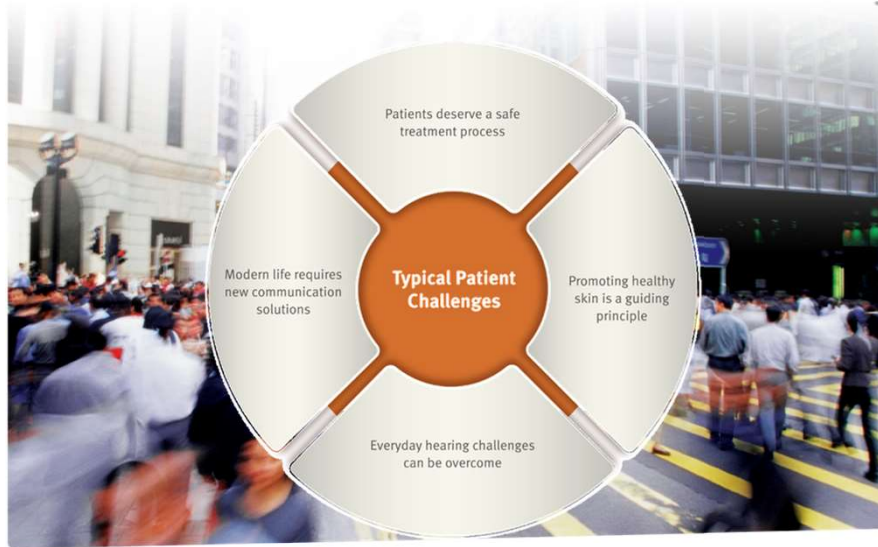 Patients deserve a safe
treatment process
Modern life requires
new communication
solutions
Typical Patient
Challenges
Promoting healthy
skin is a guiding
principle
Everyday hearing challenges
can be overcome